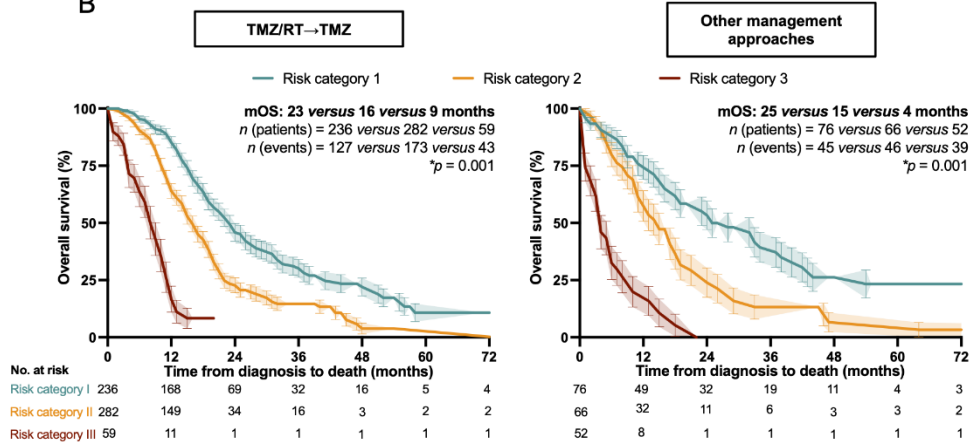 B
TMZ/RT→TMZ
Other management
approaches
Risk category 1
Risk category 2
Risk category 3
mOS: 23 versus 16 versus 9 months
n (patients) = 236 versus 282 versus 59
n (events) = 127 versus 173 versus 43
*p = 0.001
Overall survival (%)
100
75
50
25
0
0 12 24 36 48 60 72
Time from diagnosis to death (months)
mOS: 25 versus 15 versus 4 months
n (patients) = 76 versus 66 versus 52
n (events) = 45 versus 46 versus 39
*p = 0.001
Overall survival (%)
100
75
50
25
0
0 12 24 36 48 60 72
Time from diagnosis to death (months)
No. at risk
Risk category I 236 168 69 32 16 5 4
Risk category II 282 149 34 16 3 2 2
Risk category III 59 11 1 1 1 1 1
76 49 32 19 11 4 3
66 32 11 6 3 3 2
52 8 1 1 1 1 1